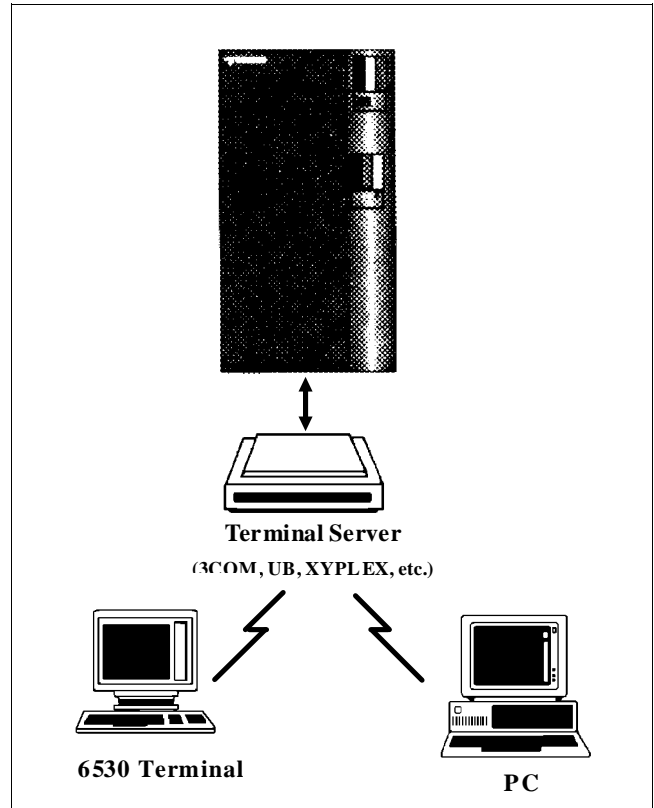 Terminal Server
(3COM, UB, XYPLEX, etc.)
6530 Terminal
PC